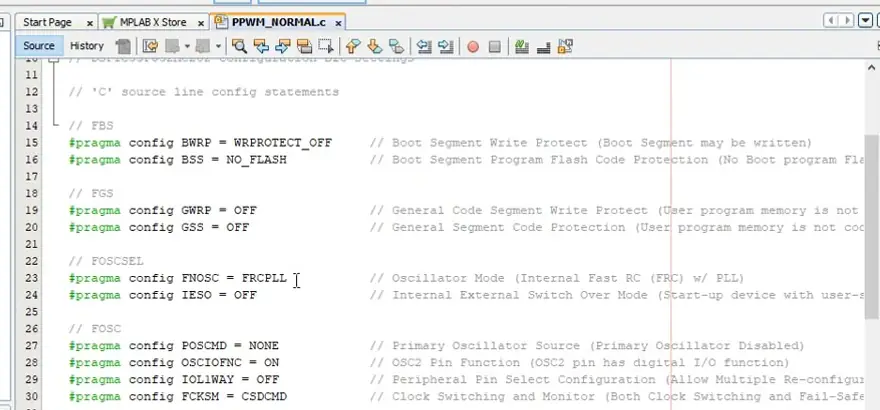 Start Page MPLAB X Store PPWM_NORMAL.c
Source History
10 Configuration Bit Settings
11
12 // 'C' source line config statements
13
14 // FBS
15 #pragma config BWRP = WRPROTECT_OFF // Boot Segment Write Protect (Boot Segment may be written)
16 #pragma config BSS = NO_FLASH // Boot Segment Program Flash Code Protection (No Boot program Fla
17
18 // FGS
19 #pragma config GWRP = OFF // General Code Segment Write Protect (User program memory is not
20 #pragma config GSS = OFF // General Segment Code Protection (User program memory is not cod
21
22 // FOSCSEL
23 #pragma config FNOSC = FRCPLL // Oscillator Mode (Internal Fast RC (FRC) w/ PLL)
24 #pragma config IESO = OFF // Internal External Switch Over Mode (Start-up device with user-s
25
26 // FOSC
27 #pragma config POSCMD = NONE // Primary Oscillator Source (Primary Oscillator Disabled)
28 #pragma config OSCIOFNC = ON // OSC2 Pin Function (OSC2 pin has digital I/O function)
29 #pragma config IOL1WAY = OFF // Peripheral Pin Select Configuration (Allow Multiple Re-configur
30 #pragma config FCKSM = CSDCMD // Clock Switching and Monitor (Both Clock Switching and Fail-Safe